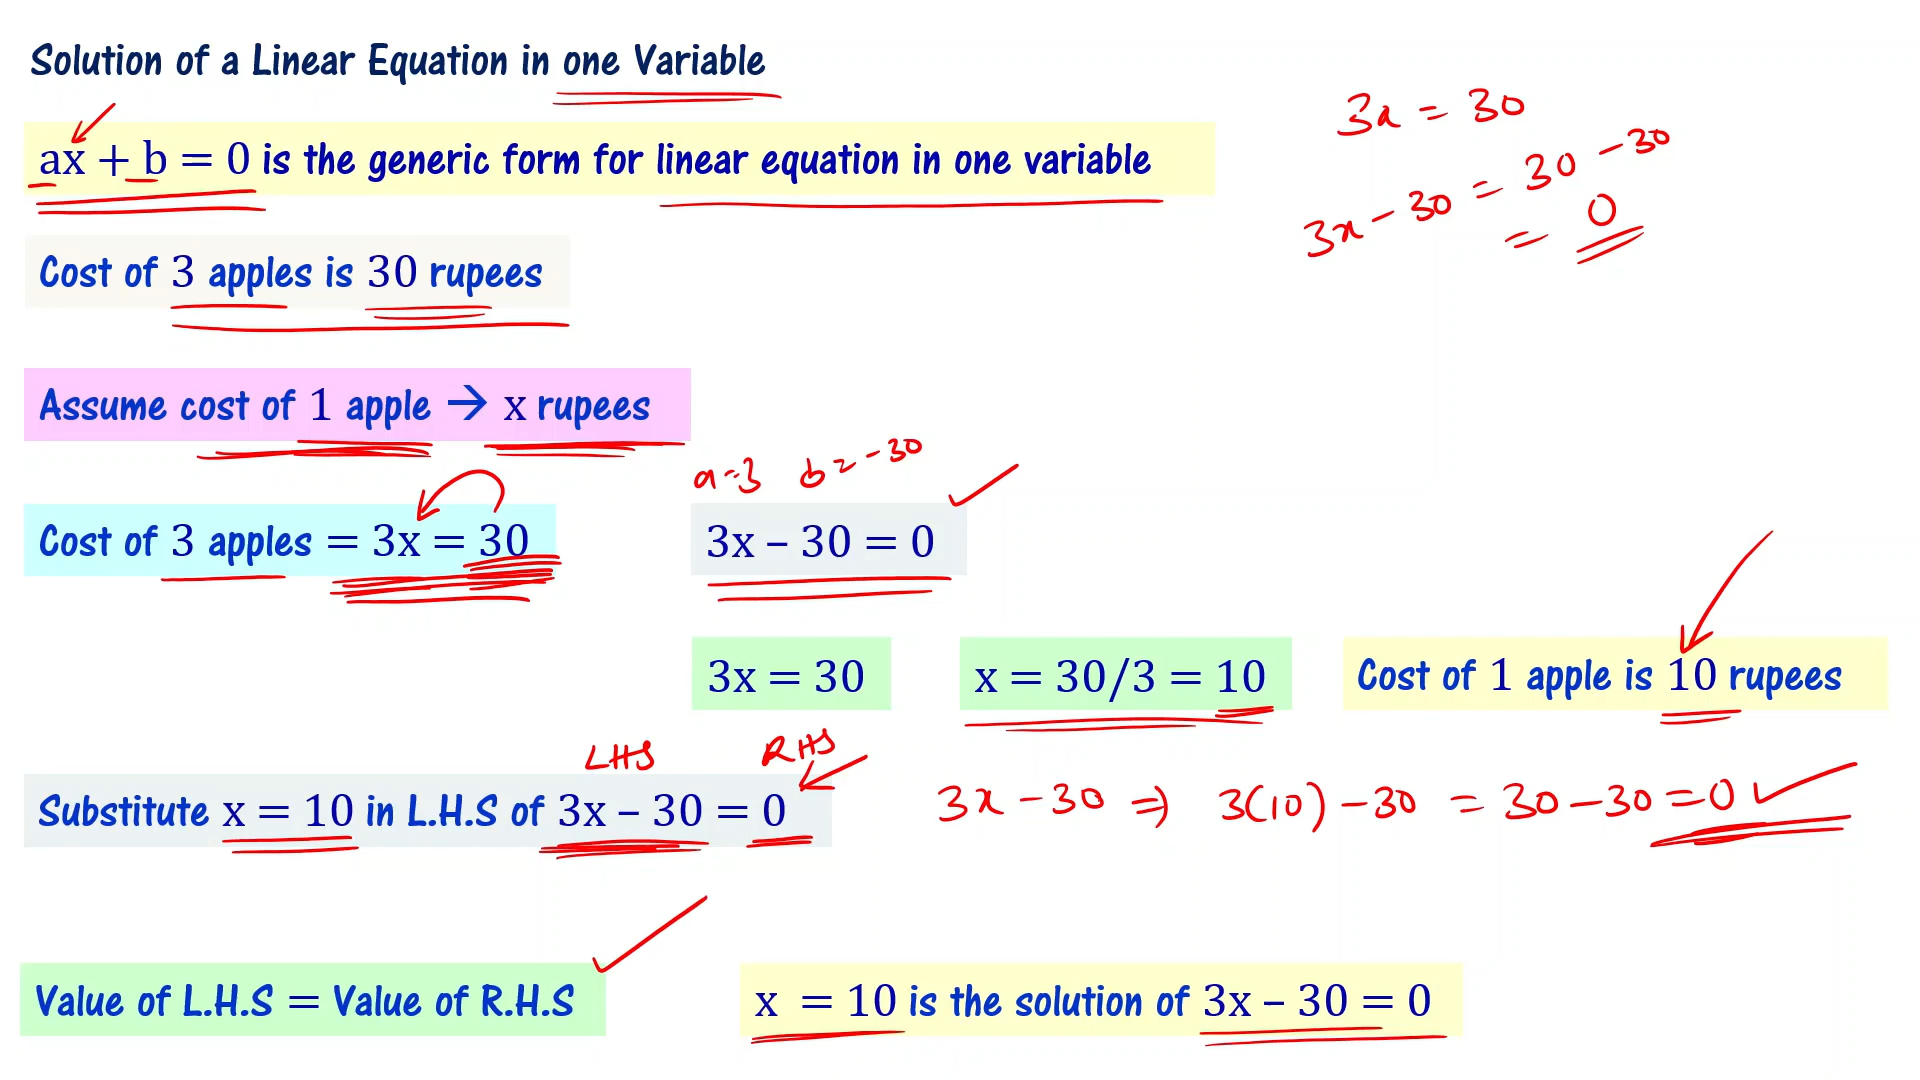 Solution of a Linear Equation in one Variable
3x = 30
ax + b = 0 is the generic form for linear equation in one variable
3x - 30 = 30 - 30
= 0
Cost of 3 apples is 30 rupees
Assume cost of 1 apple → x rupees
a=3 b = -30
Cost of 3 apples = 3x = 30
3x – 30 = 0
3x = 30
x = 30/3 = 10
Cost of 1 apple is 10 rupees
LHS RHS
Substitute x = 10 in L.H.S of 3x – 30 = 0
3x - 30 ⇒ 3(10) - 30 = 30 - 30 = 0
Value of L.H.S = Value of R.H.S
x = 10 is the solution of 3x – 30 = 0